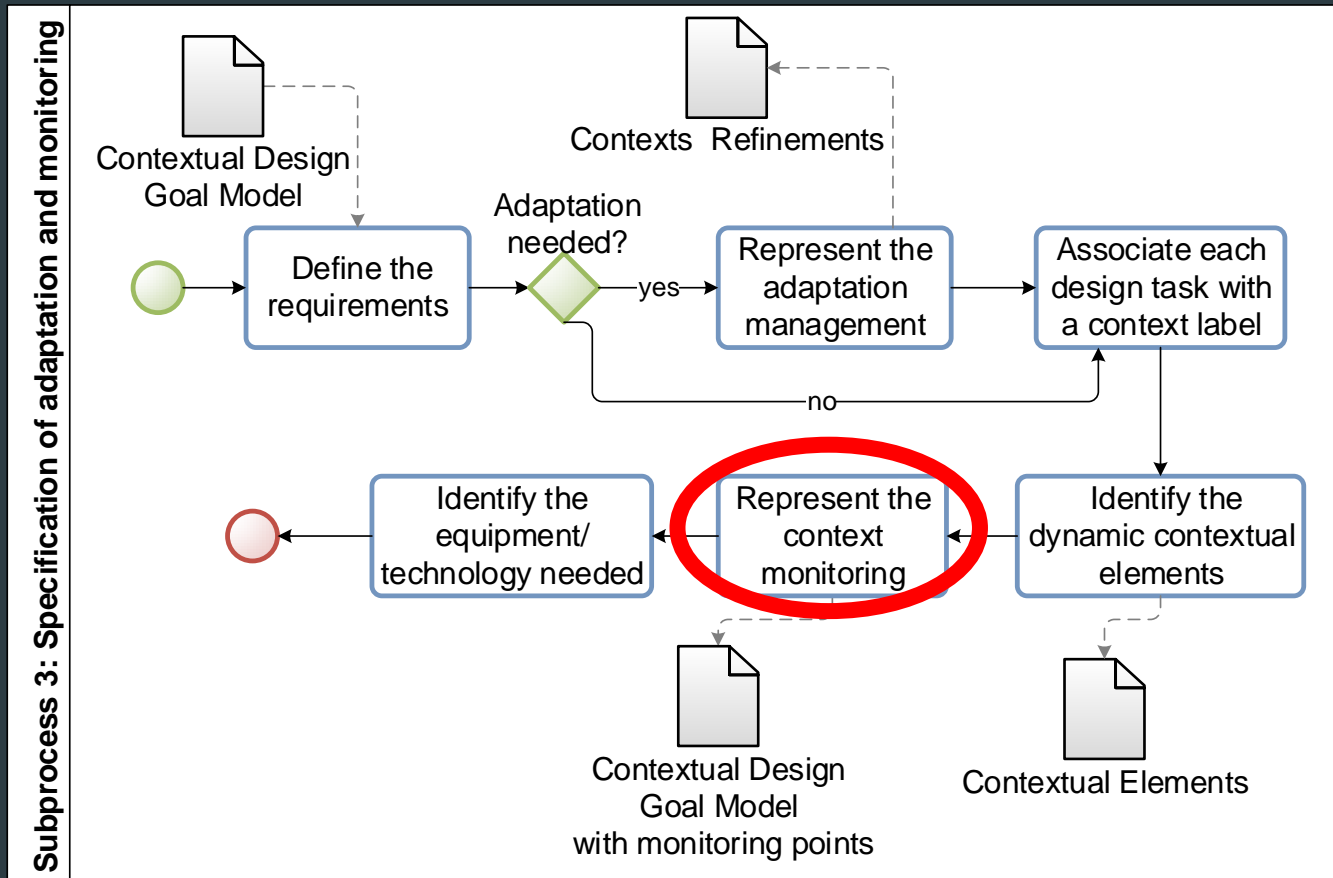 Subprocess 3: Specification of adaptation and monitoring
Contextual Design
Goal Model
Contexts Refinements
Define the
requirements
Adaptation
needed?
yes
no
Represent the
adaptation
management
Associate each
design task with
a context label
Identify the
dynamic contextual
elements
Represent the
context
monitoring
Identify the
equipment/
technology needed
Contextual Design
Goal Model
with monitoring points
Contextual Elements